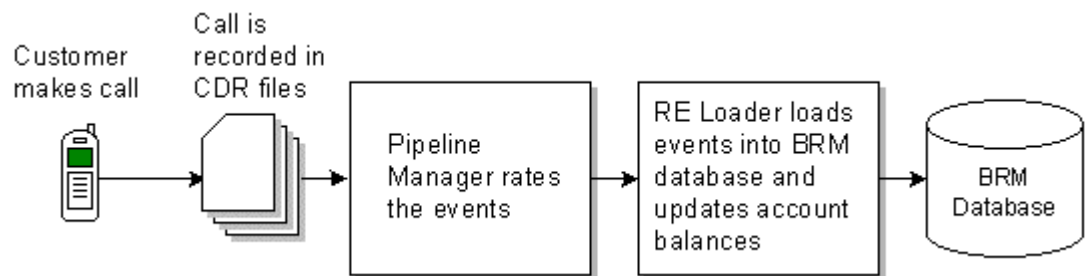 Customer
makes call
Call is
recorded in
CDR files
Pipeline
Manager rates
the events
RE Loader loads
events into BRM
database and
updates account
balances
BRM
Database